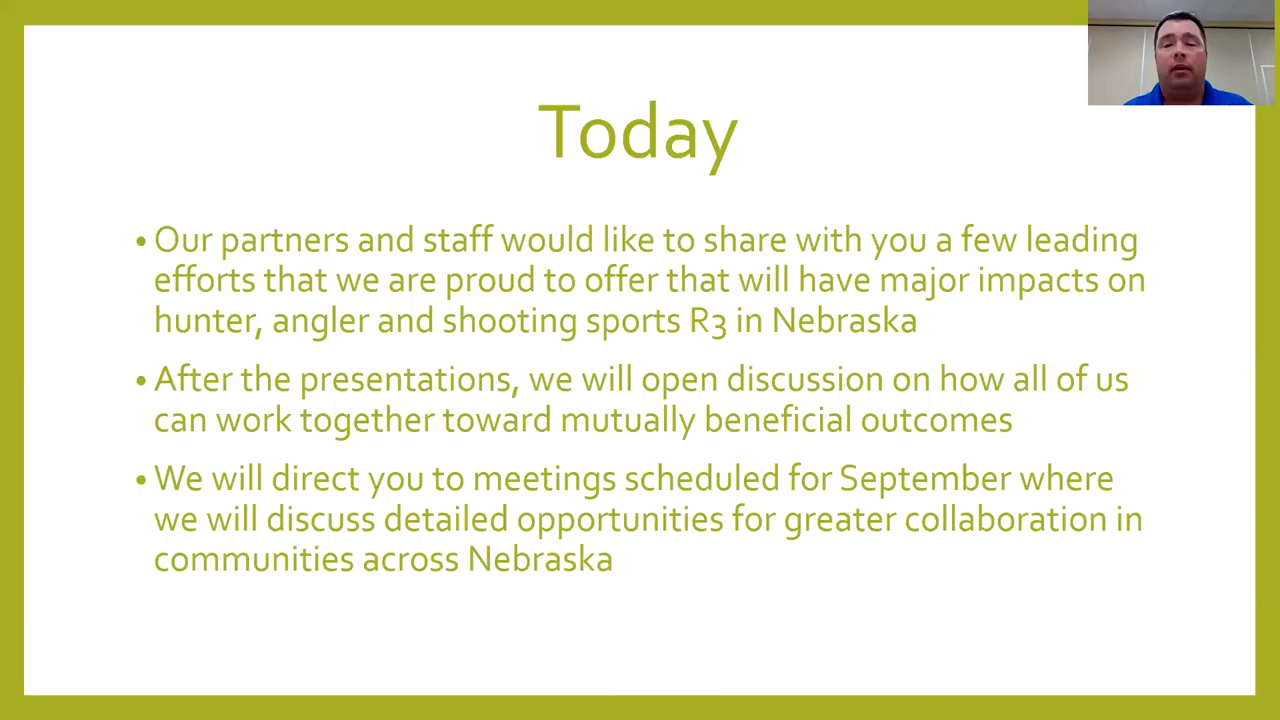 Today
• Our partners and staff would like to share with you a few leading
efforts that we are proud to offer that will have major impacts on
hunter, angler and shooting sports R3 in Nebraska
• After the presentations, we will open discussion on how all of us
can work together toward mutually beneficial outcomes
• We will direct you to meetings scheduled for September where
we will discuss detailed opportunities for greater collaboration in
communities across Nebraska